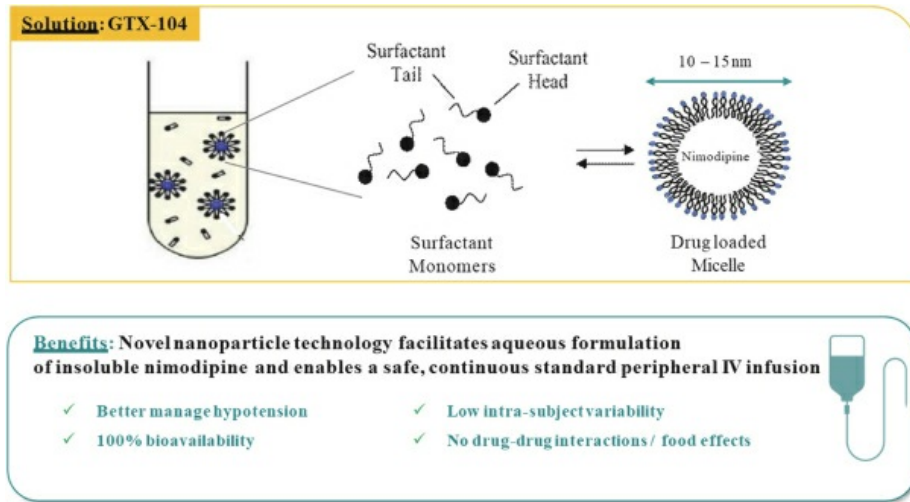 Solution: GTX-104
Surfactant
Tail
Surfactant
Head
10 – 15nm
Nimodipine
Surfactant
Monomers
Drug loaded
Micelle
Benefits: Novel nanoparticle technology facilitates aqueous formulation
of insoluble nimodipine and enables a safe, continuous standard peripheral IV infusion
✓ Better manage hypotension
✓ 100% bioavailability
✓ Low intra-subject variability
✓ No drug-drug interactions / food effects